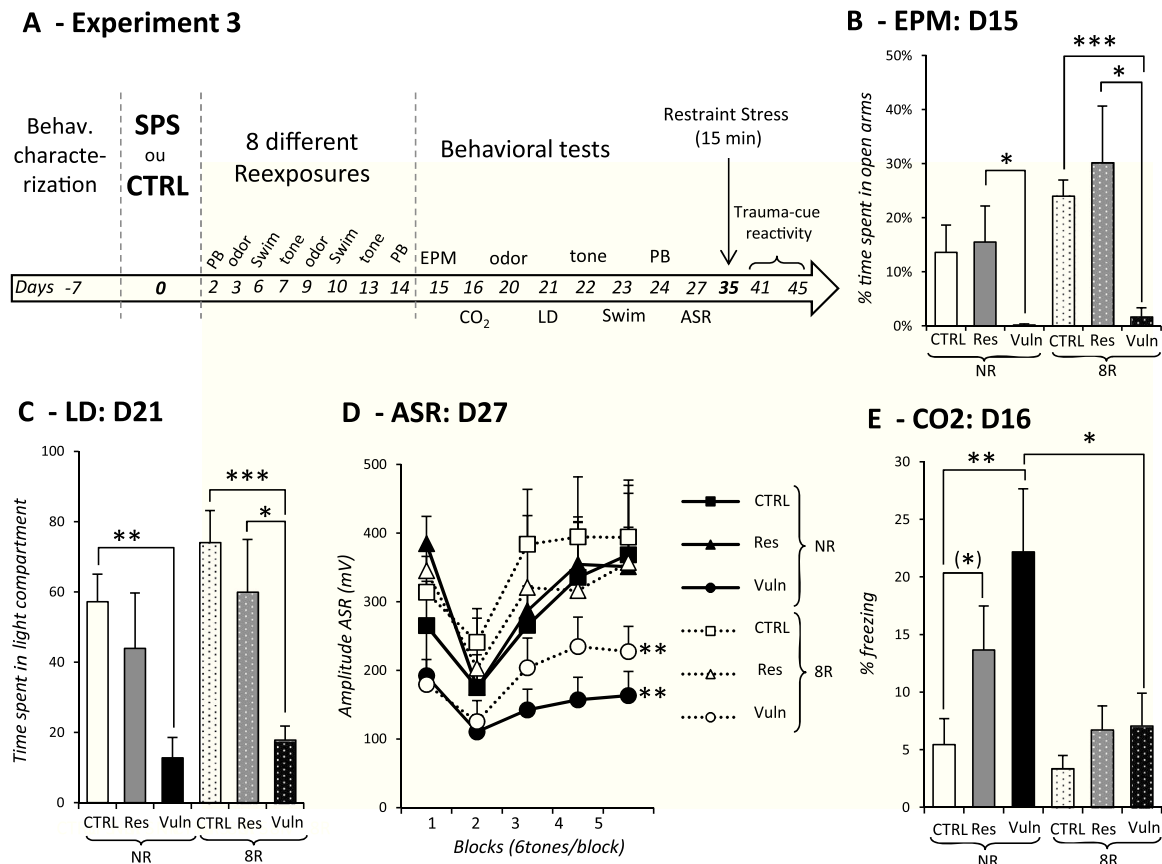 A - Experiment 3
Behav.
characte-
rization
SPS
ou
CTRL
8 different
Reexposures
Behavioral tests
Restraint Stress
(15 min)
Trauma-cue
reactivity
PB odor Swim tone odor Swim tone PB
EPM odor tone PB
Days -7 0 2 3 6 7 9 10 13 14 15 16 20 21 22 23 24 27 35 41 45
CO2 LD Swim ASR
B - EPM: D15
% time spent in open arms
50%
40%
30%
20%
10%
0%
***
*
*
CTRL Res Vuln CTRL Res Vuln
NR 8R
C - LD: D21
Time spent in light compartment
100
80
60
40
20
0
**
***
*
CTRL Res Vuln CTRL Res Vuln
NR 8R
D - ASR: D27
Amplitude ASR (mV)
500
400
300
200
100
0
**
**
1 2 3 4 5
Blocks (6tones/block)
CTRL
Res
Vuln
NR
CTRL
Res
Vuln
8R
E - CO2: D16
% freezing
30
25
20
15
10
5
0
**
(*)
*
CTRL Res Vuln CTRL Res Vuln
NR 8R